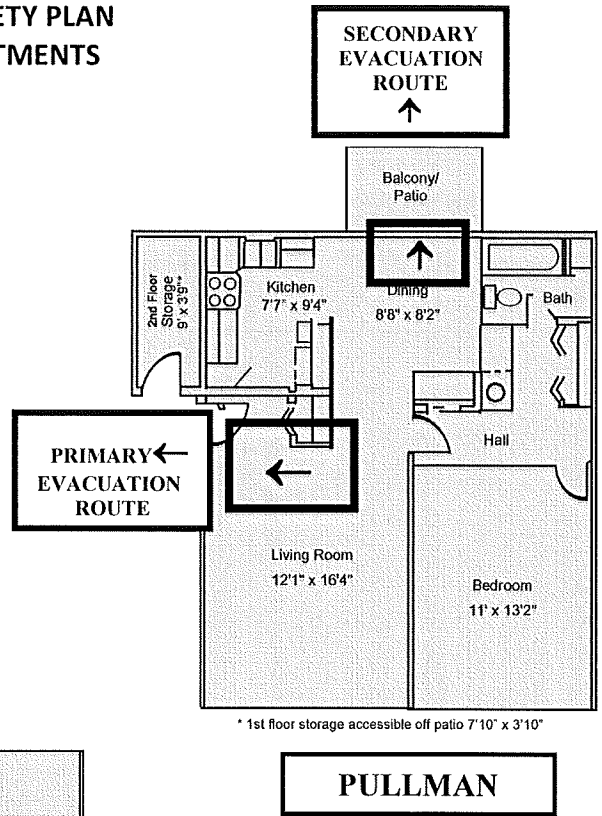 ETY PLAN
TMENTS
SECONDARY
EVACUATION
ROUTE
Balcony/
Patio
2nd Floor
Storage
9' x 3'9"*
Kitchen
7'7" x 9'4"
Dining
8'8" x 8'2"
Bath
Hall
PRIMARY
EVACUATION
ROUTE
Living Room
12'1" x 16'4"
Bedroom
11' x 13'2"
* 1st floor storage accessible off patio 7'10" x 3'10"
PULLMAN